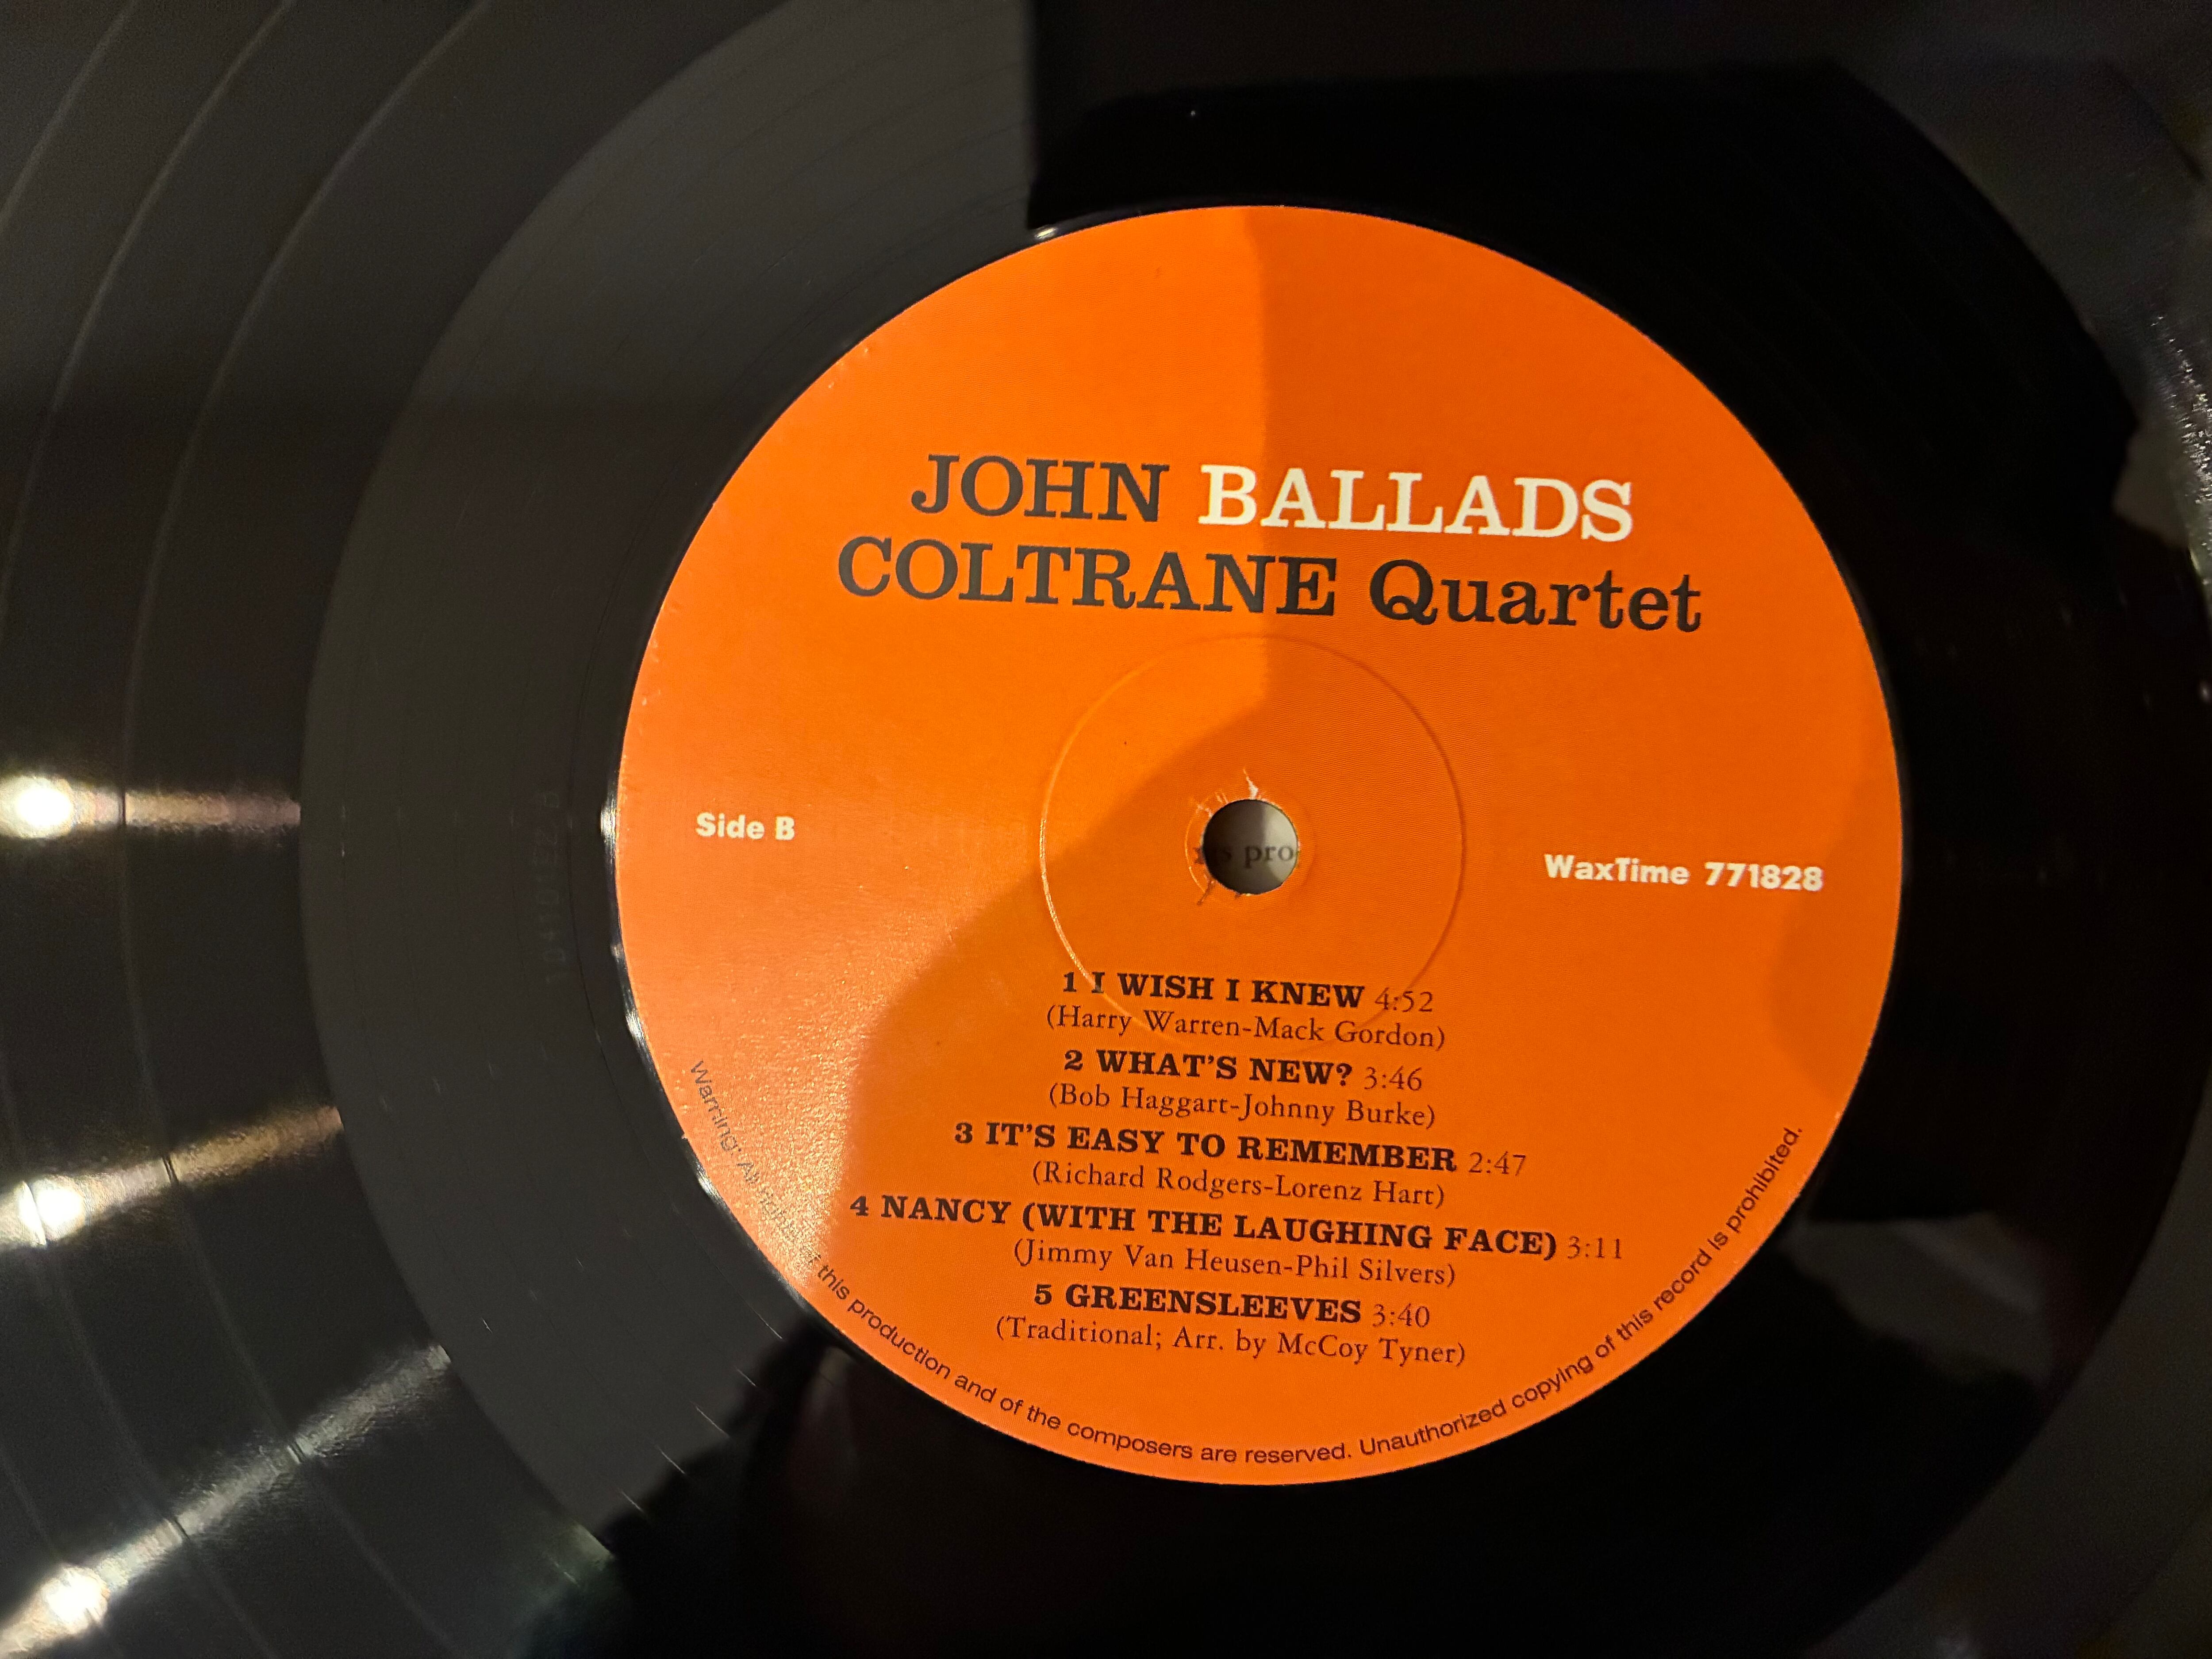 JOHN BALLADS
COLTRANE Quartet
Side B
WaxTime 771828
1 I WISH I KNEW 4:52
(Harry Warren-Mack Gordon)
2 WHAT'S NEW? 3:46
(Bob Haggart-Johnny Burke)
3 IT'S EASY TO REMEMBER 2:47
(Richard Rodgers-Lorenz Hart)
4 NANCY (WITH THE LAUGHING FACE) 3:11
(Jimmy Van Heusen-Phil Silvers)
5 GREENSLEEVES 3:40
(Traditional; Arr. by McCoy Tyner)
Warning: All this production and of the composers are reserved. Unauthorized copying of this record is prohibited.
pro